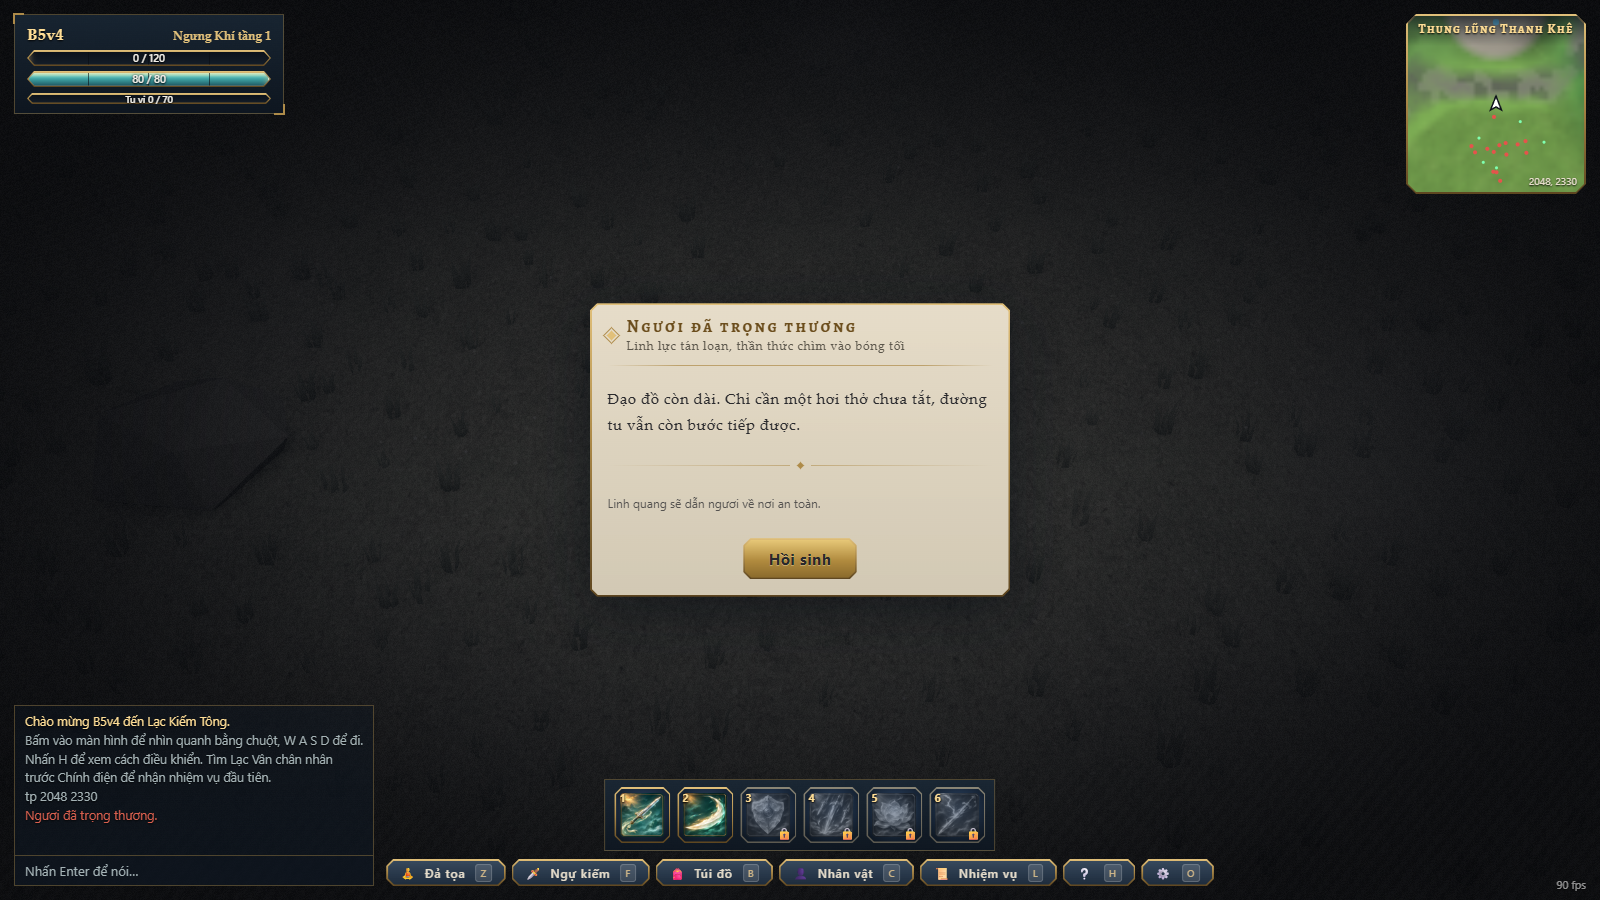 B5v4
Ngưng Khí tầng 1
0 / 120
80 / 80
Tu vi 0 / 70
Thung lũng Thanh Khê
2048, 2330
Ngươi đã trọng thương
Linh lực tán loạn, thần thức chìm vào bóng tối
Đạo đồ còn dài. Chỉ cần một hơi thở chưa tắt, đường
tu vẫn còn bước tiếp được.
Linh quang sẽ dẫn ngươi về nơi an toàn.
Hồi sinh
Chào mừng B5v4 đến Lạc Kiếm Tông.
Bấm vào màn hình để nhìn quanh bằng chuột, W A S D để đi.
Nhấn H để xem cách điều khiển. Tìm Lạc Vân chân nhân
trước Chính điện để nhận nhiệm vụ đầu tiên.
tp 2048 2330
Ngươi đã trọng thương.
Nhấn Enter để nói...
1 2 3 4 5 6
Đả tọa Z Ngự kiếm F Túi đồ B Nhân vật C Nhiệm vụ L ? H O
90 fps